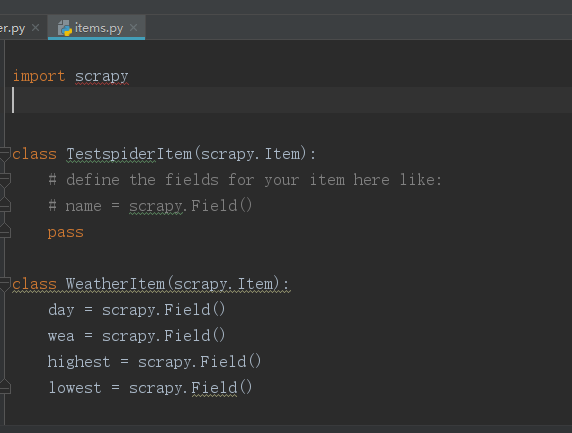 er.py × items.py ×
import scrapy
class TestspiderItem(scrapy.Item):
# define the fields for your item here like:
# name = scrapy.Field()
pass
class WeatherItem(scrapy.Item):
day = scrapy.Field()
wea = scrapy.Field()
highest = scrapy.Field()
lowest = scrapy.Field()